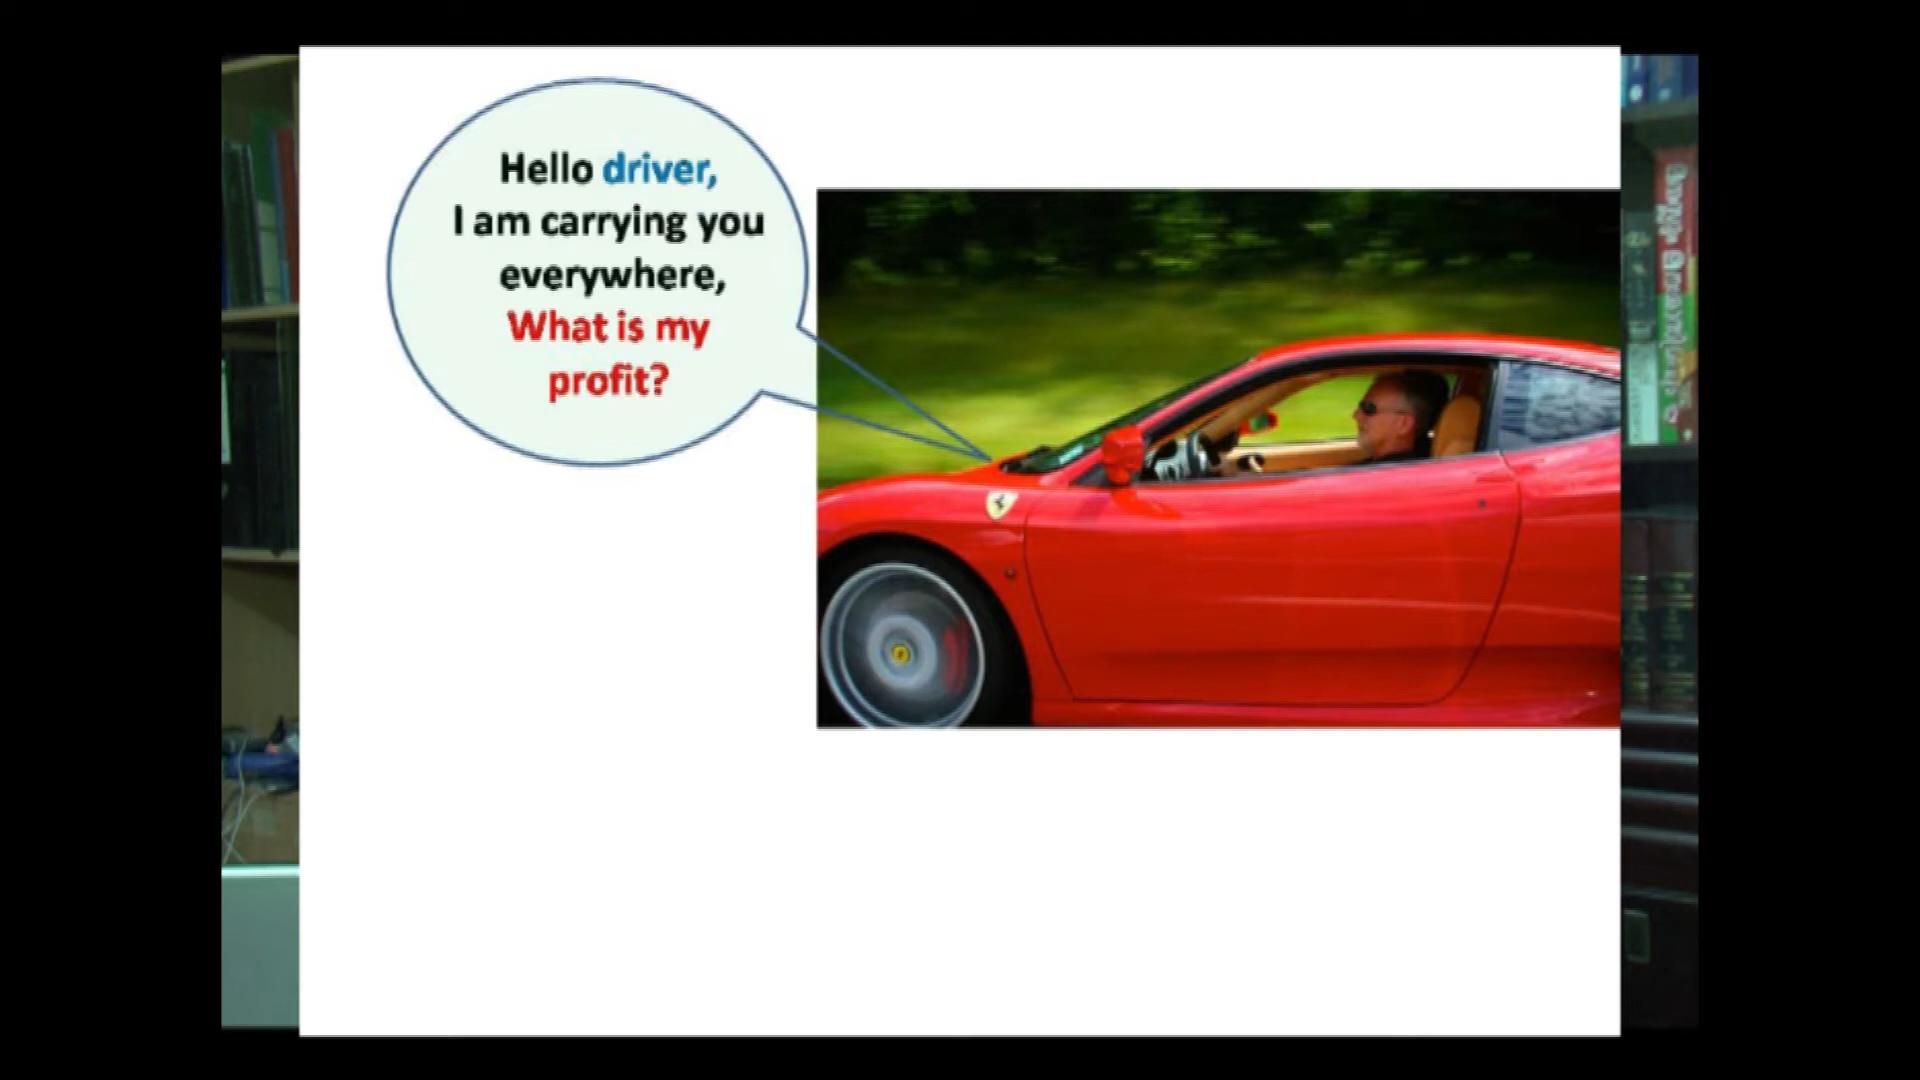 Hello driver,
I am carrying you
everywhere,
What is my
profit?